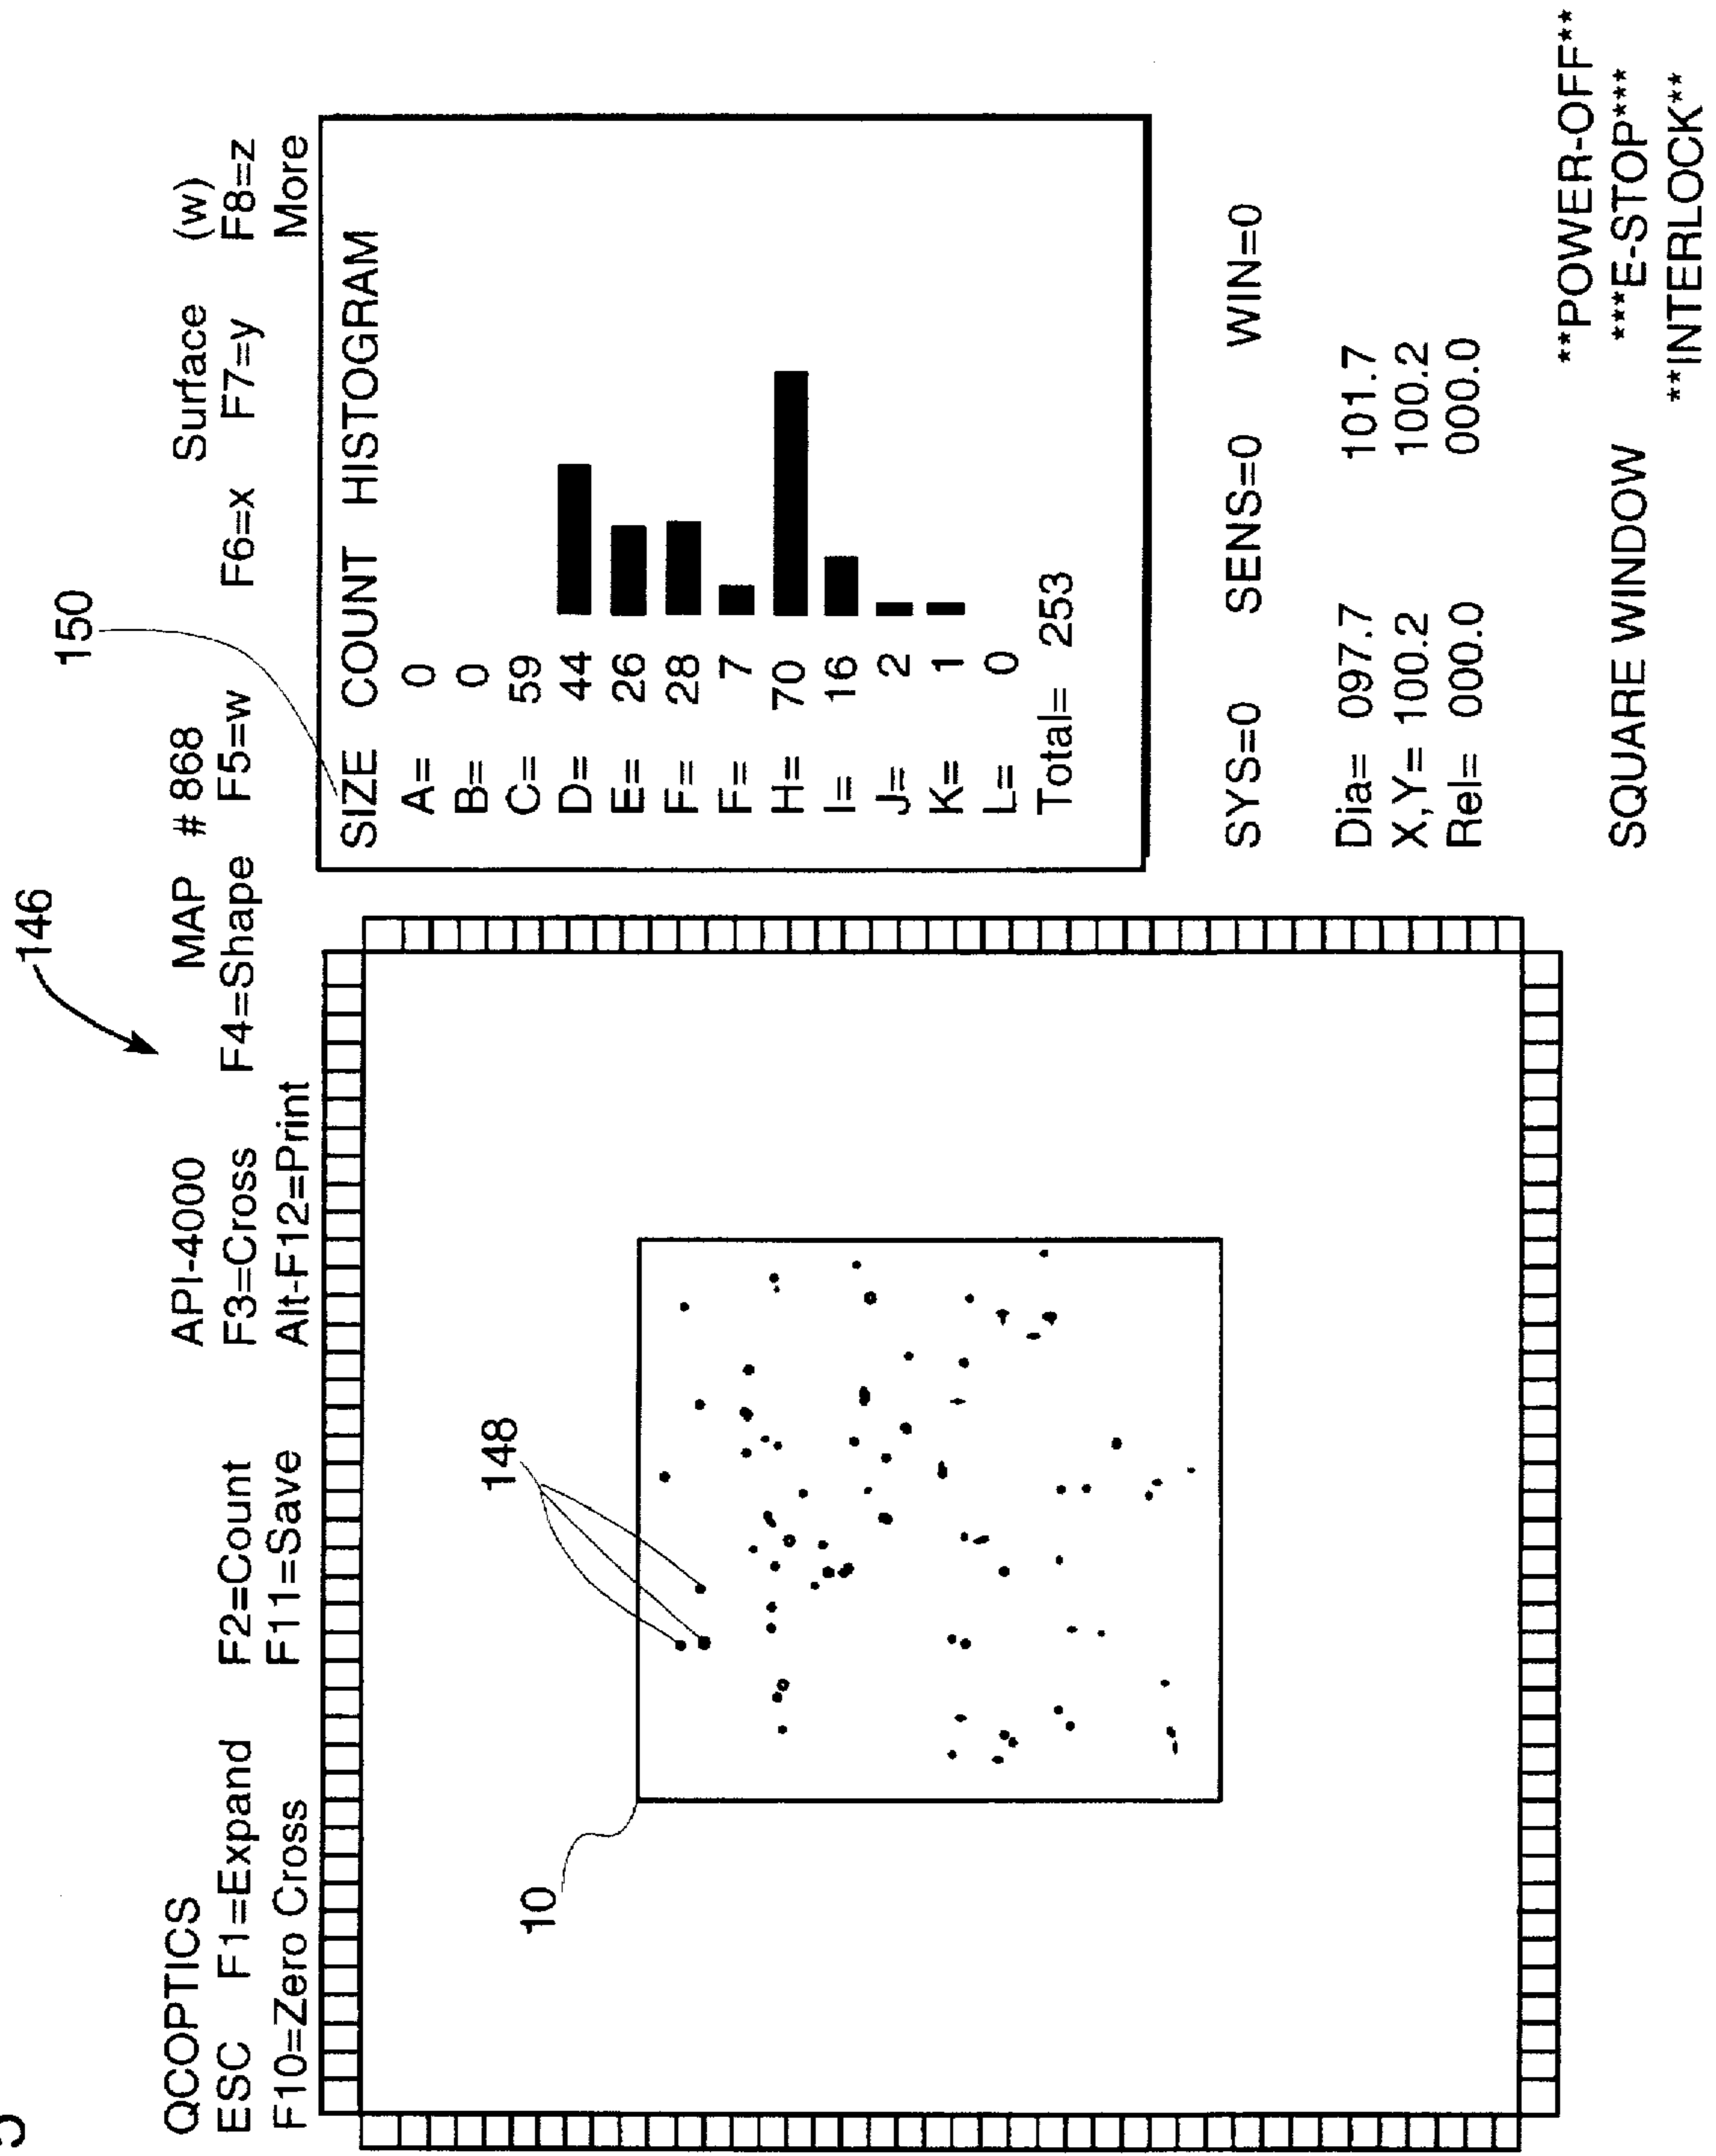 146
QCOPTICS API-4000 MAP #868 Surface (w)
ESC F1=Expand F2=Count F3=Cross F4=Shape F5=w F6=x F7=y F8=z
F10=Zero Cross F11=Save Alt-F12=Print More
150
148
10
SIZE COUNT HISTOGRAM
A= 0
B= 0
C= 59
D= 44
E= 26
F= 28
F= 7
H= 70
I= 16
J= 2
K= 1
L= 0
Total= 253
SYS=0 SENS=0 WIN=0
Dia= 097.7 101.7
X,Y= 100.2 100.2
Rel= 000.0 000.0
**POWER-OFF**
SQUARE WINDOW ***E-STOP****
**INTERLOCK**